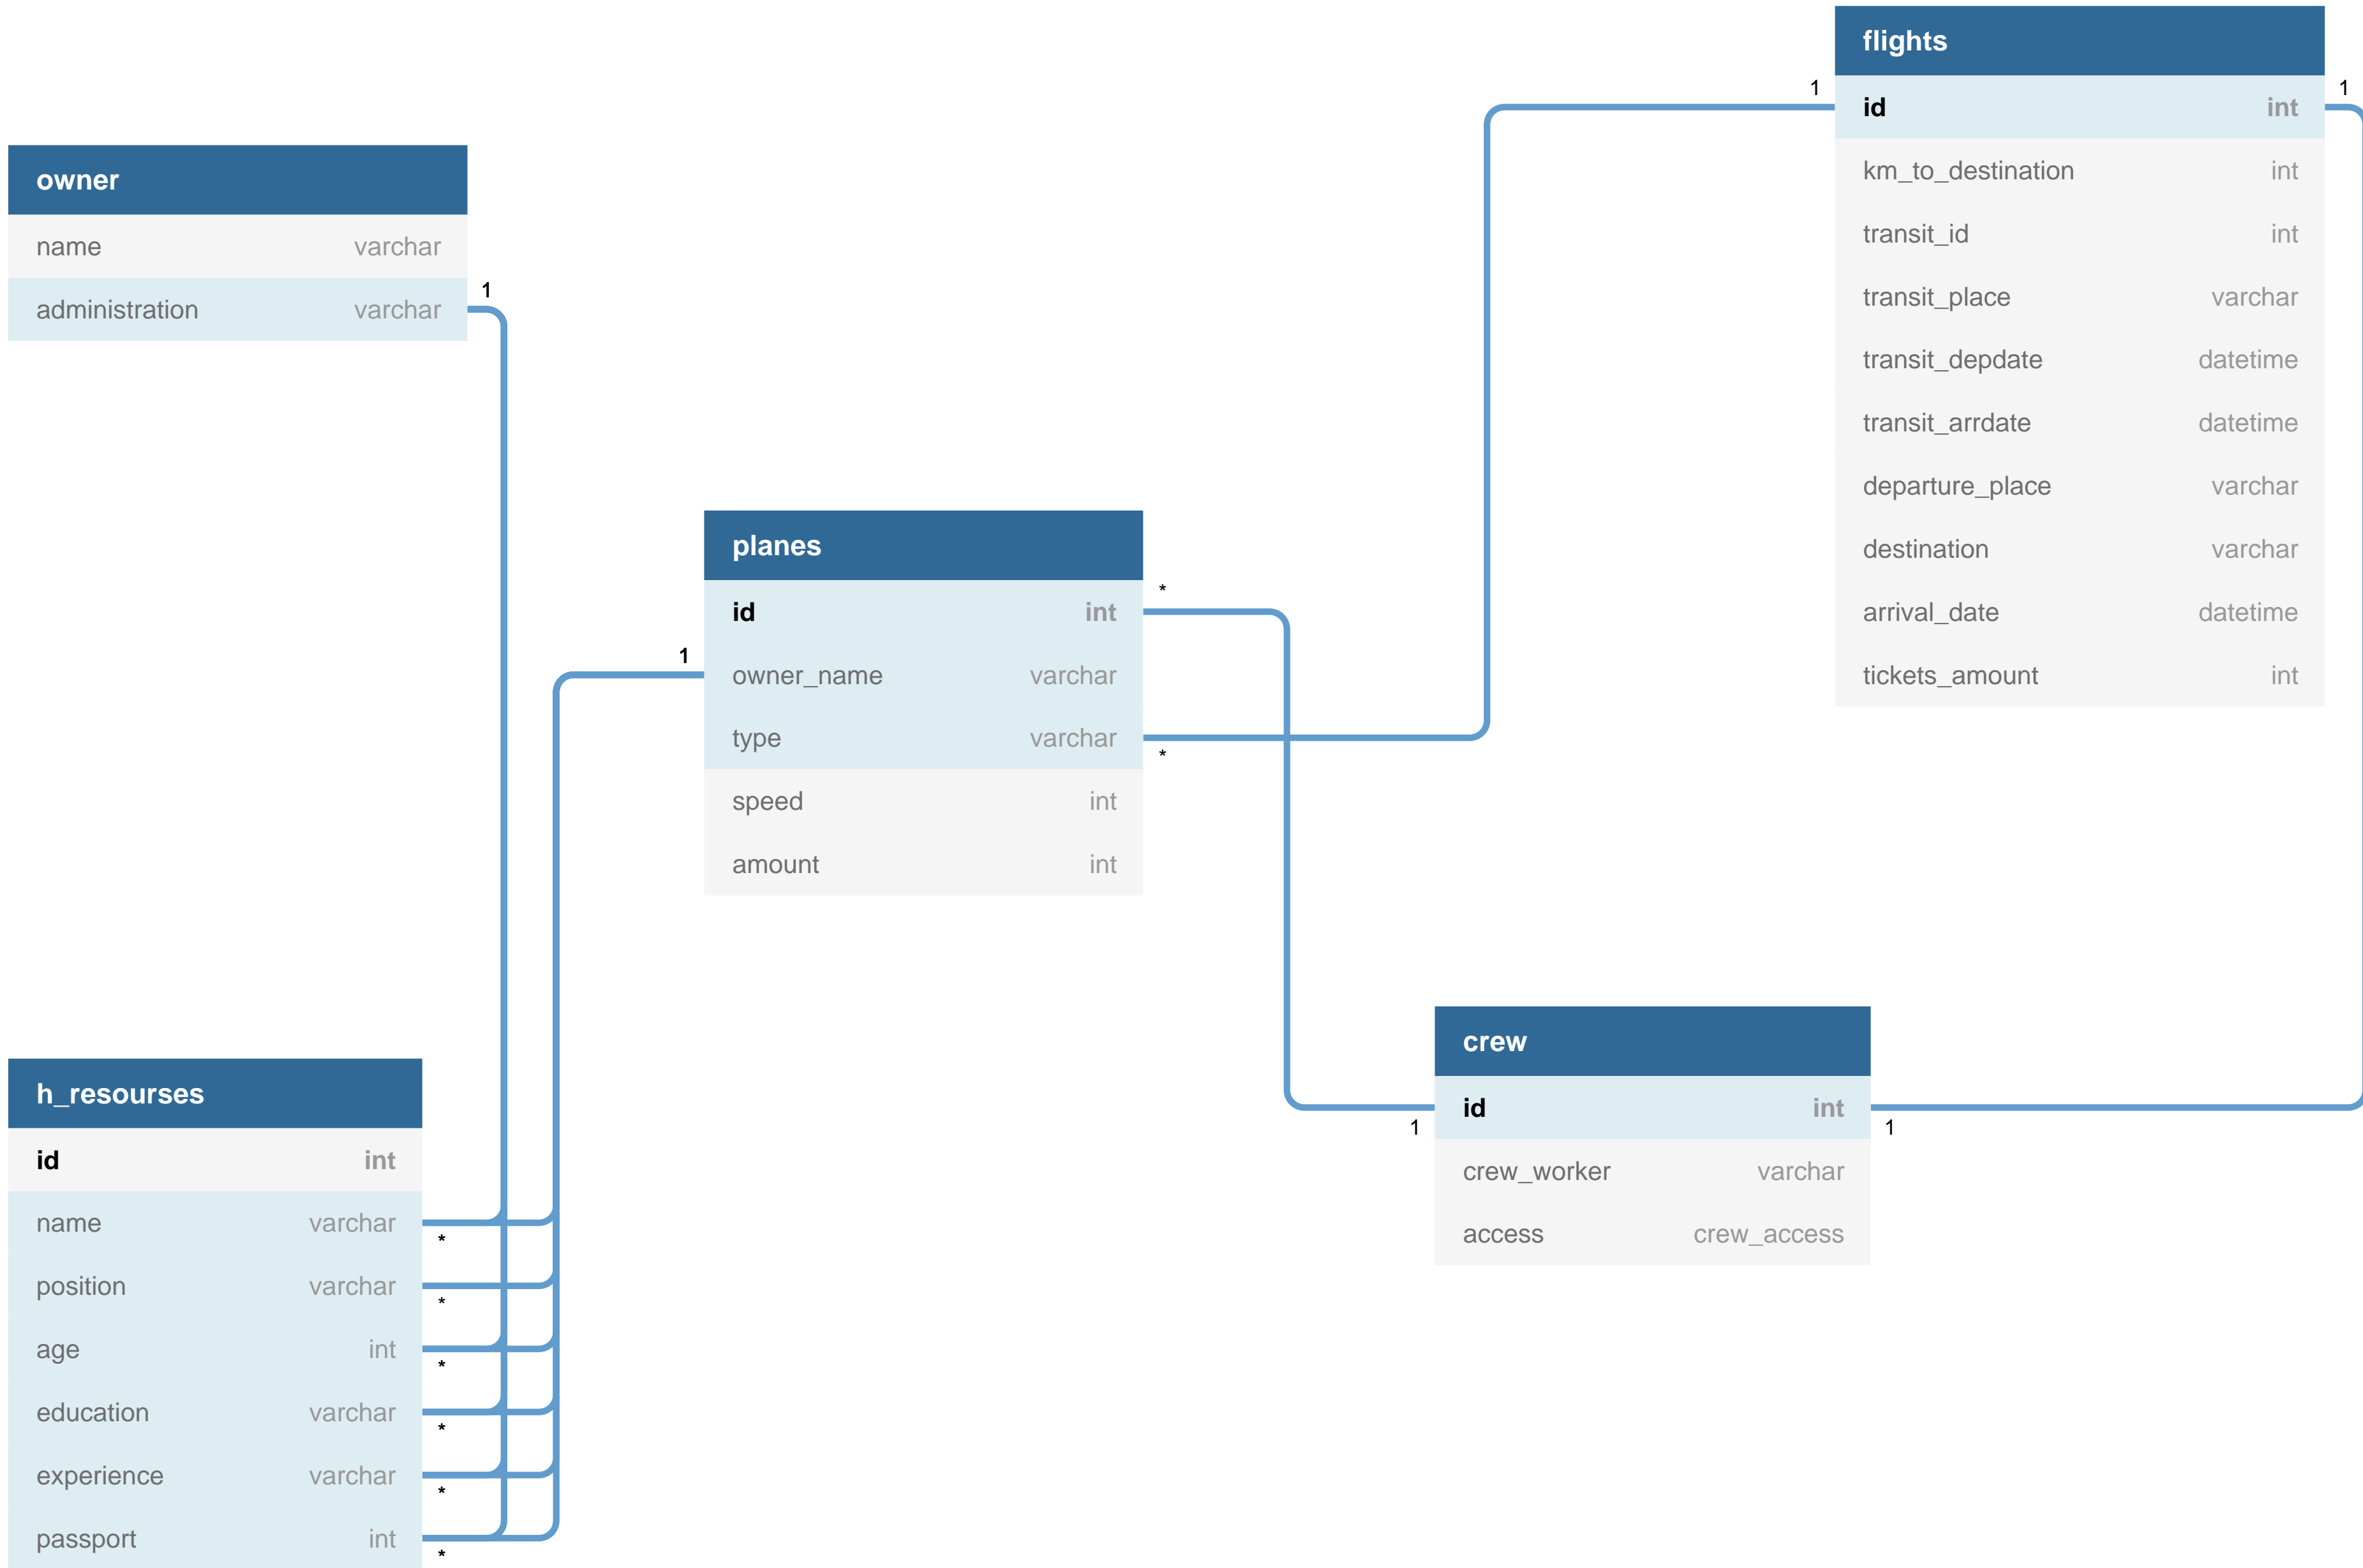 owner
name varchar
administration varchar
1
h_resourses
id int
name varchar
*
position varchar
*
age int
*
education varchar
*
experience varchar
*
passport int
*
planes
*
id int
1
owner_name varchar
type varchar
*
speed int
amount int
flights
1 1
id int
km_to_destination int
transit_id int
transit_place varchar
transit_depdate datetime
transit_arrdate datetime
departure_place varchar
destination varchar
arrival_date datetime
tickets_amount int
crew
id int
1 1
crew_worker varchar
access crew_access